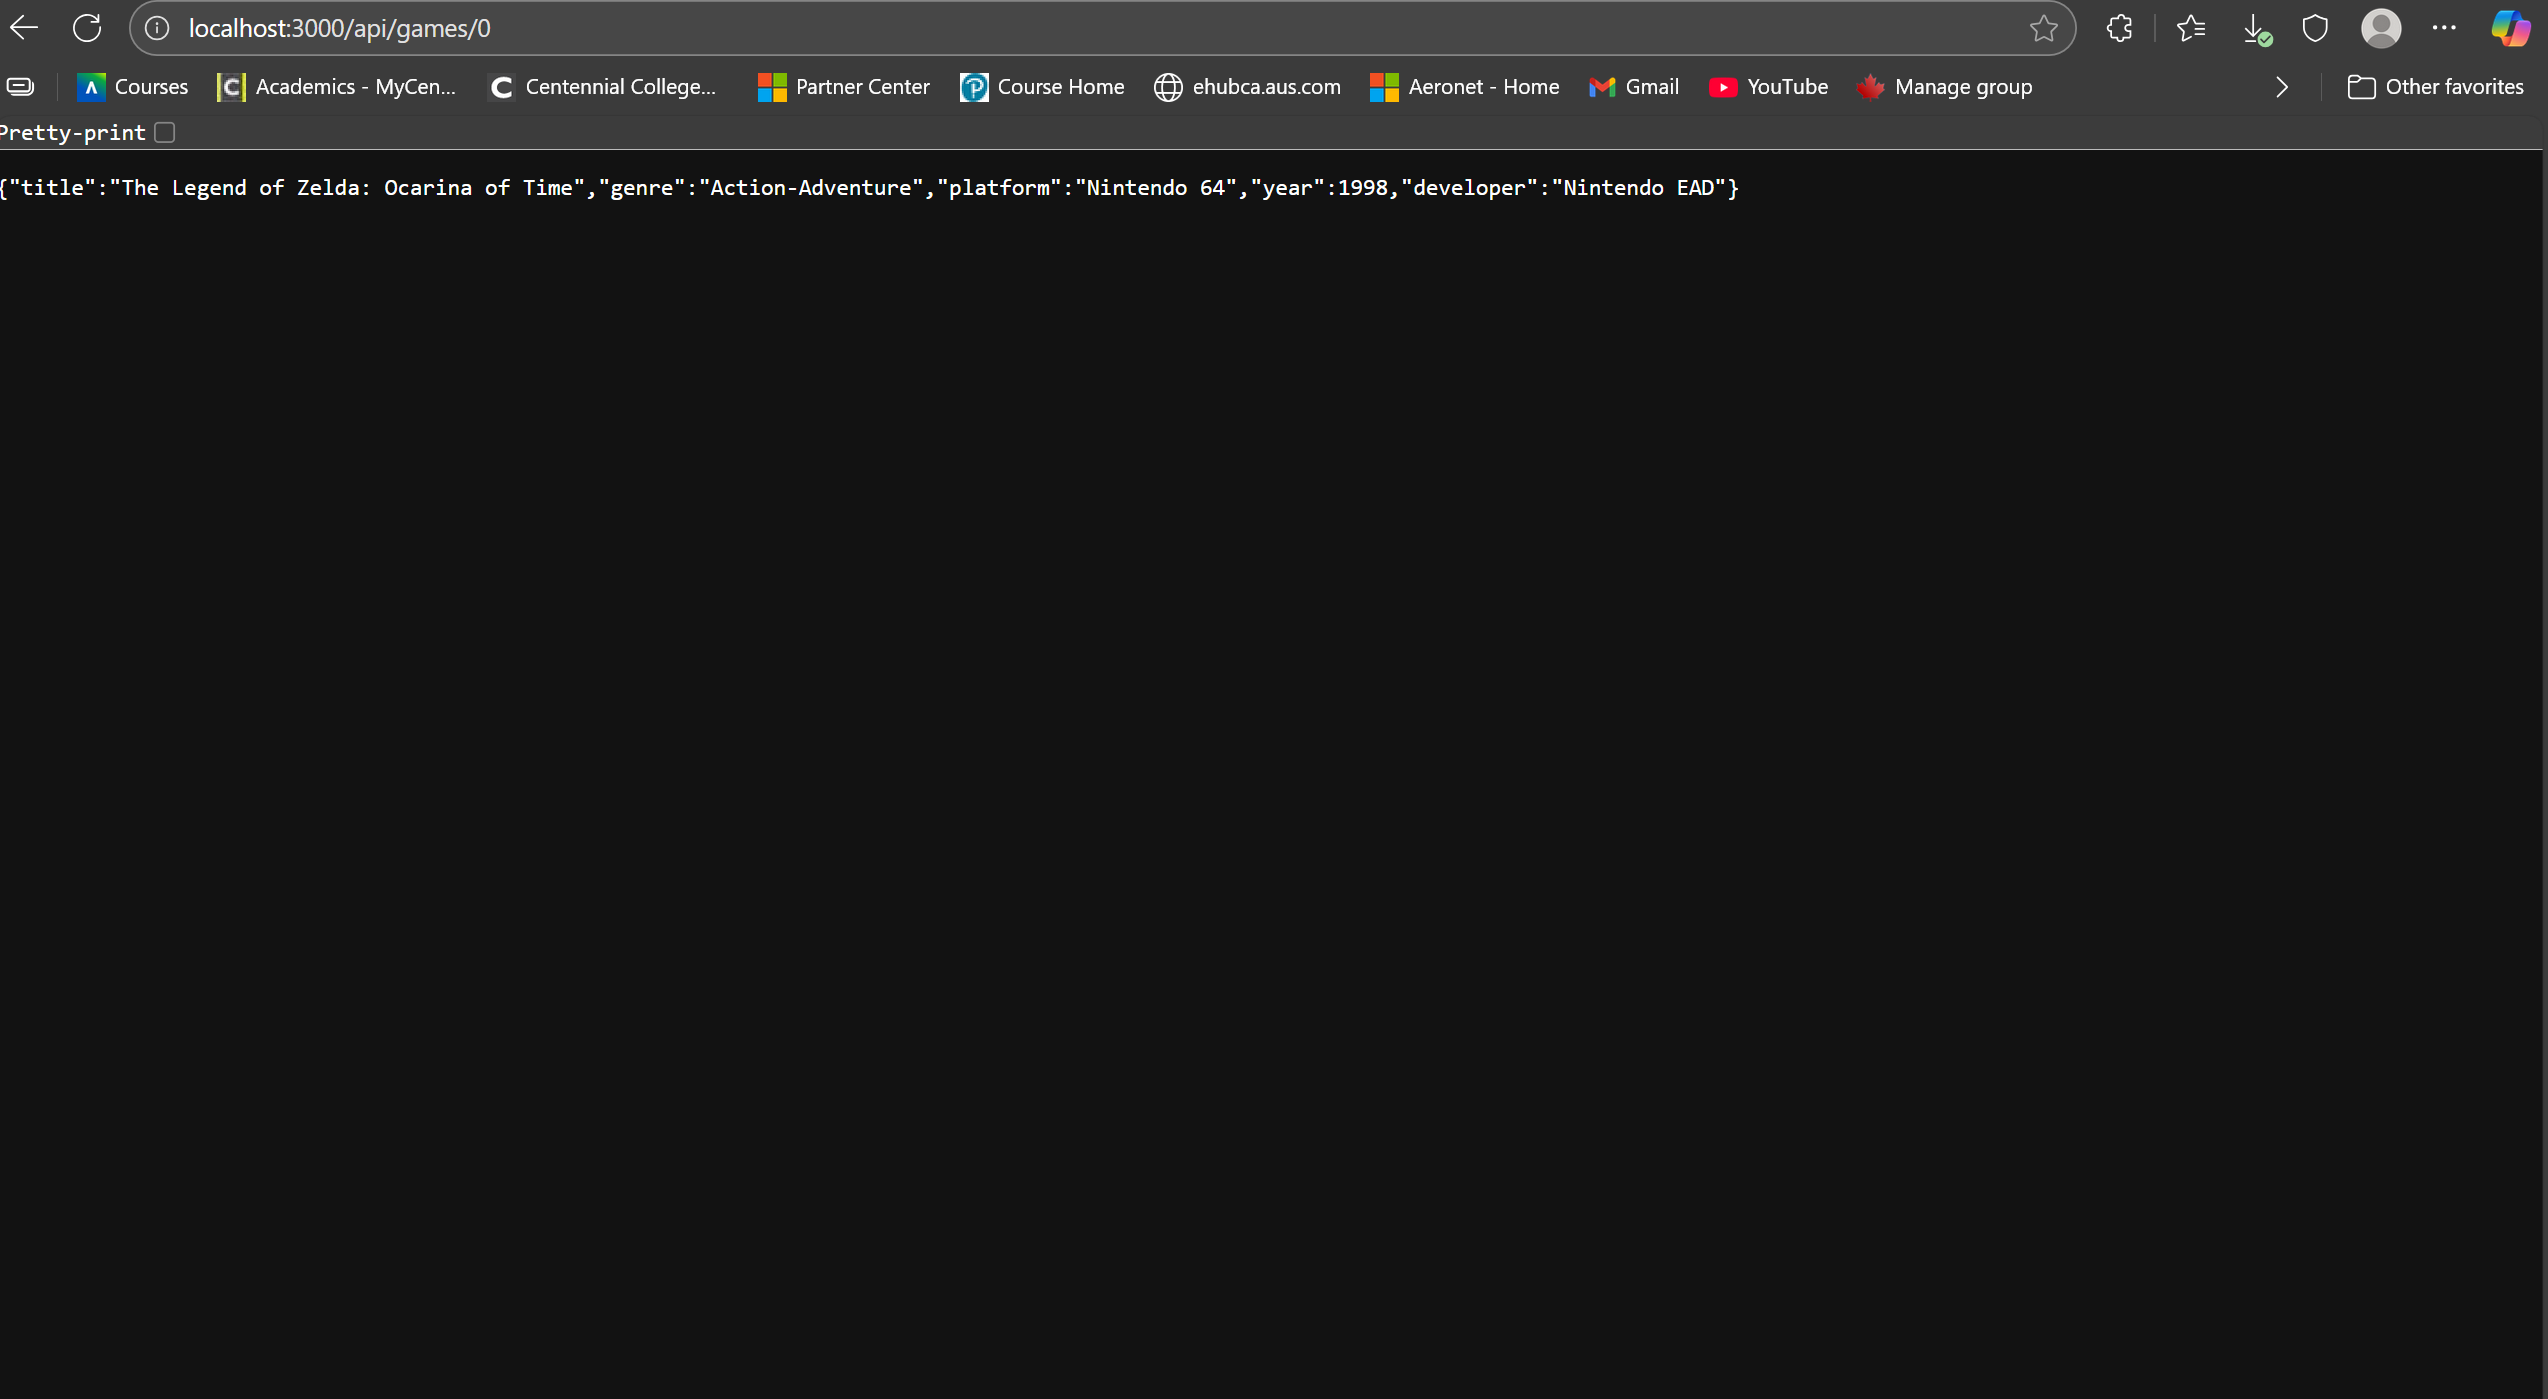 localhost:3000/api/games/0
Courses Academics - MyCen... Centennial College... Partner Center Course Home ehubca.aus.com Aeronet - Home Gmail YouTube Manage group Other favorites
Pretty-print
{"title":"The Legend of Zelda: Ocarina of Time","genre":"Action-Adventure","platform":"Nintendo 64","year":1998,"developer":"Nintendo EAD"}